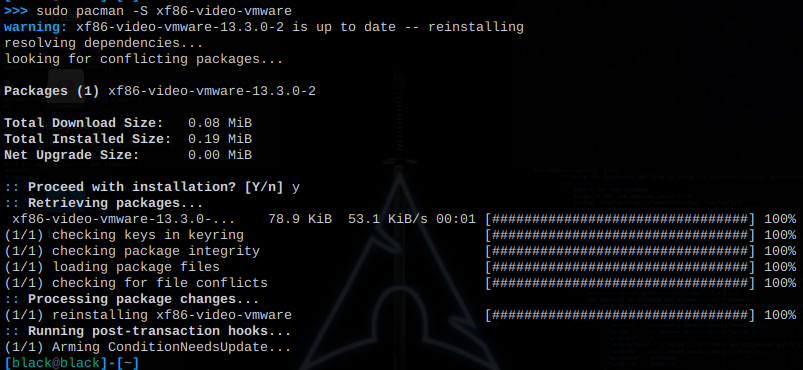 >>> sudo pacman -S xf86-video-vmware
warning: xf86-video-vmware-13.3.0-2 is up to date -- reinstalling
resolving dependencies...
looking for conflicting packages...
Packages (1) xf86-video-vmware-13.3.0-2
Total Download Size:   0.08 MiB
Total Installed Size:  0.19 MiB
Net Upgrade Size:      0.00 MiB
:: Proceed with installation? [Y/n] y
:: Retrieving packages...
xf86-video-vmware-13.3.0-...    78.9 KiB  53.1 KiB/s 00:01 [################################] 100%
(1/1) checking keys in keyring                              [################################] 100%
(1/1) checking package integrity                            [################################] 100%
(1/1) loading package files                                 [################################] 100%
(1/1) checking for file conflicts                           [################################] 100%
:: Processing package changes...
(1/1) reinstalling xf86-video-vmware                        [################################] 100%
:: Running post-transaction hooks...
(1/1) Arming ConditionNeedsUpdate...
[black@black]-[~]